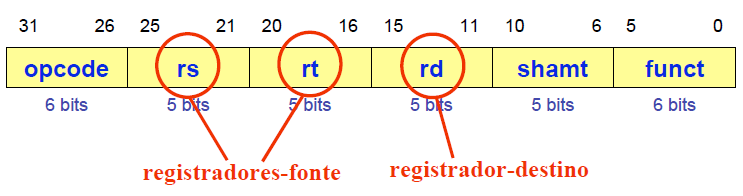 31 26 25 21 20 16 15 11 10 6 5 0
opcode rs rt rd shamt funct
6 bits 5 bits 5 bits 5 bits 5 bits 6 bits
registradores-fonte registrador-destino